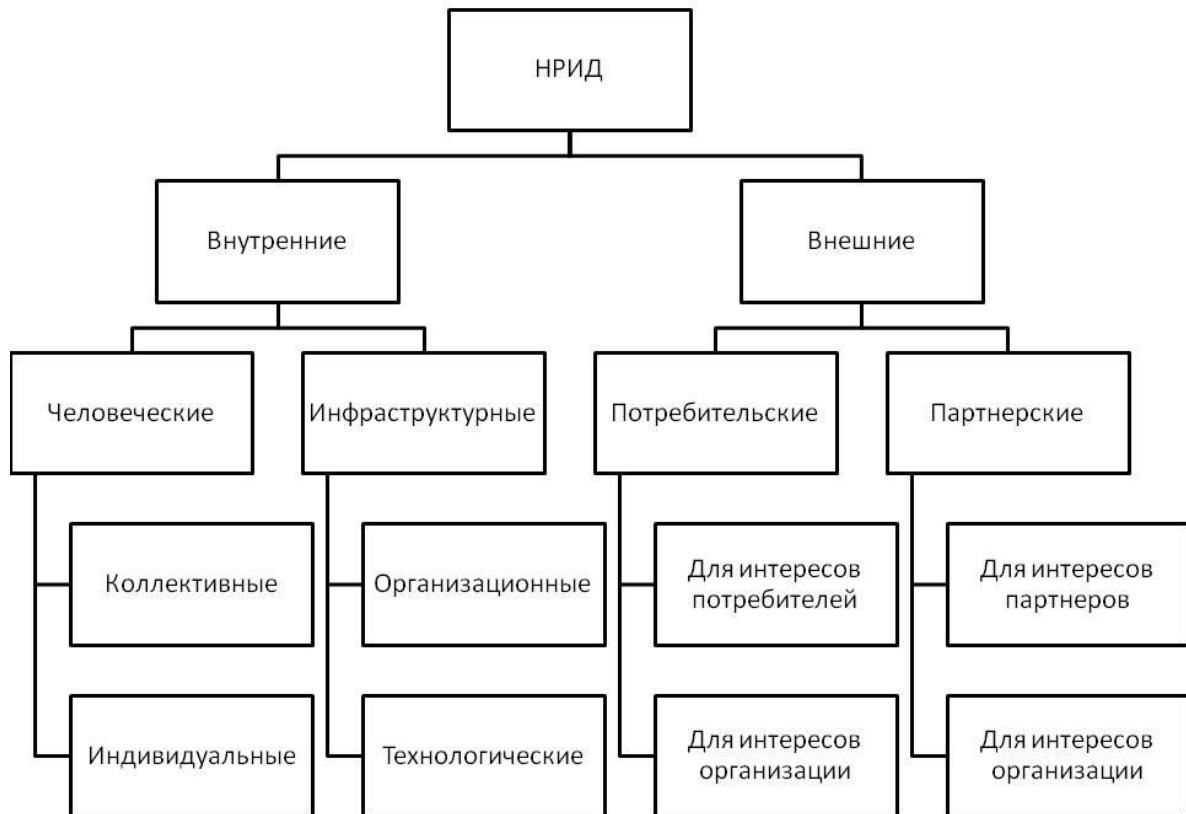 НРИД
Внутренние
Внешние
Человеческие
Инфраструктурные
Потребительские
Партнерские
Коллективные
Организационные
Для интересов
потребителей
Для интересов
партнеров
Индивидуальные
Технологические
Для интересов
организации
Для интересов
организации